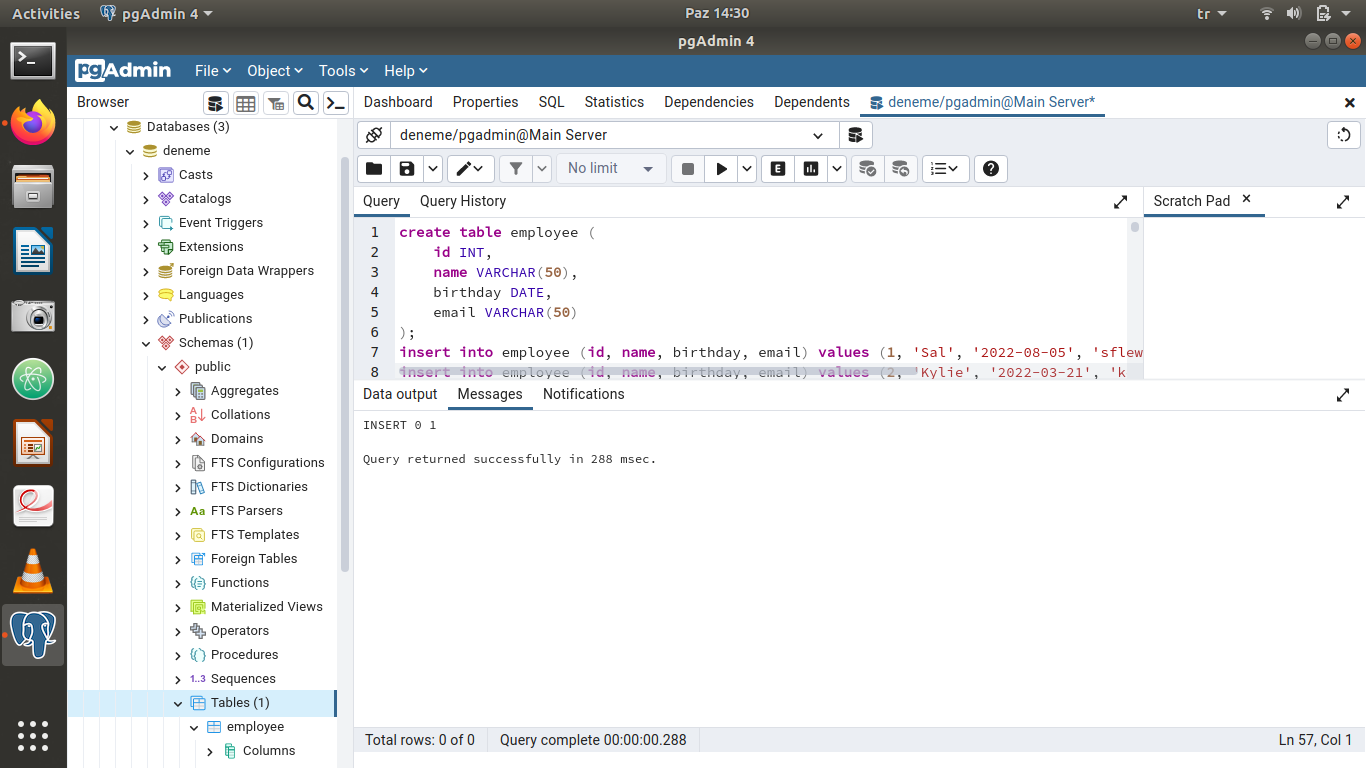 Activities pgAdmin 4 Paz 14:30 tr
pgAdmin 4
pgAdmin File Object Tools Help
Browser
Dashboard Properties SQL Statistics Dependencies Dependents deneme/pgadmin@Main Server*
Databases (3)
deneme
Casts
Catalogs
Event Triggers
Extensions
Foreign Data Wrappers
Languages
Publications
Schemas (1)
public
Aggregates
Collations
Domains
FTS Configurations
FTS Dictionaries
Aa FTS Parsers
FTS Templates
Foreign Tables
Functions
Materialized Views
Operators
Procedures
1..3 Sequences
Tables (1)
employee
Columns
deneme/pgadmin@Main Server
No limit
E
Query Query History
Scratch Pad
1 create table employee (
2 id INT,
3 name VARCHAR(50),
4 birthday DATE,
5 email VARCHAR(50)
6 );
7 insert into employee (id, name, birthday, email) values (1, 'Sal', '2022-08-05', 'sflew
8 insert into employee (id, name, birthday, email) values (2, 'Kylie', '2022-03-21', 'k
Data output Messages Notifications
INSERT 0 1
Query returned successfully in 288 msec.
Total rows: 0 of 0 Query complete 00:00:00.288 Ln 57, Col 1